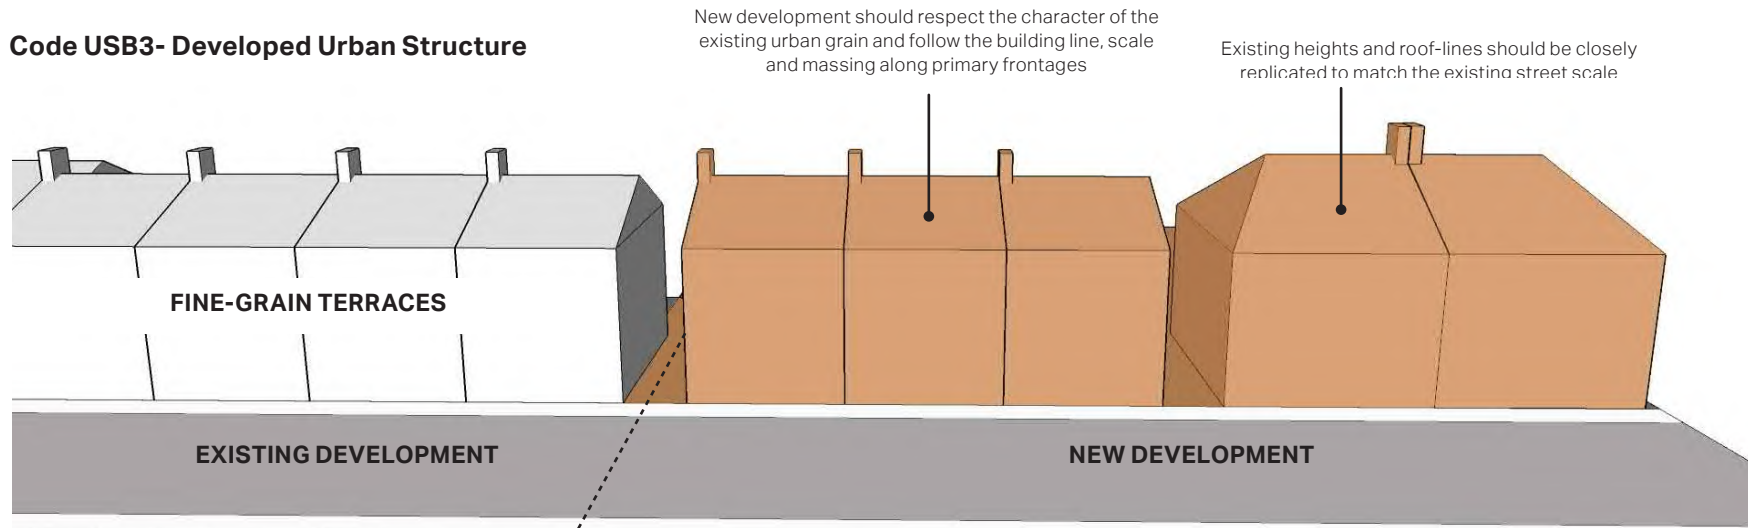 Code USB3- Developed Urban Structure
New development should respect the character of the
existing urban grain and follow the building line, scale
and massing along primary frontages
Existing heights and roof-lines should be closely
replicated to match the existing street scale
FINE-GRAIN TERRACES
EXISTING DEVELOPMENT
NEW DEVELOPMENT